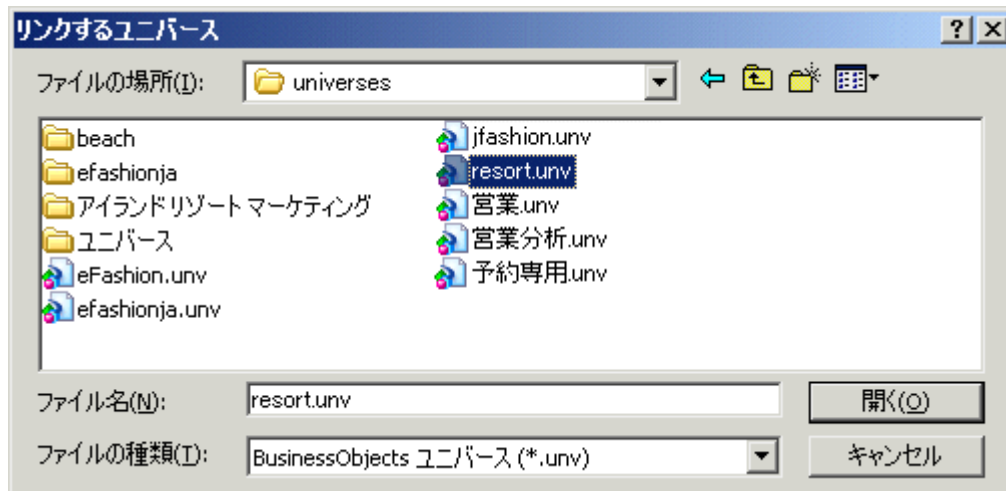 リンクするユニバース
ファイルの場所(I):
universes
beach
efashionja
アイランドリゾート マーケティング
ユニバース
eFashion.unv
efashionja.unv
jfashion.unv
resort.unv
営業.unv
営業分析.unv
予約専用.unv
ファイル名(N):
resort.unv
開く(O)
ファイルの種類(T):
BusinessObjects ユニバース (*.unv)
キャンセル